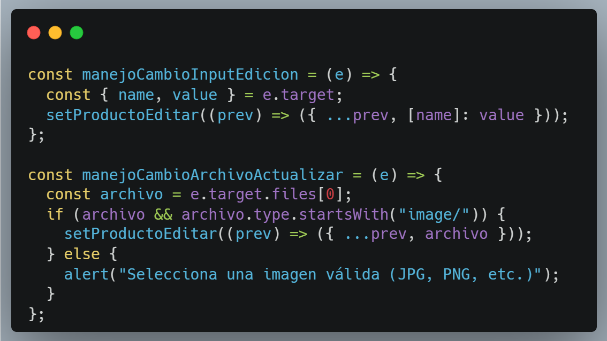 const manejoCambioInputEdicion = (e) => {
  const { name, value } = e.target;
  setProductoEditar((prev) => ({ ...prev, [name]: value }));
};

const manejoCambioArchivoActualizar = (e) => {
  const archivo = e.target.files[0];
  if (archivo && archivo.type.startsWith("image/")) {
    setProductoEditar((prev) => ({ ...prev, archivo }));
  } else {
    alert("Selecciona una imagen válida (JPG, PNG, etc.)");
  }
};